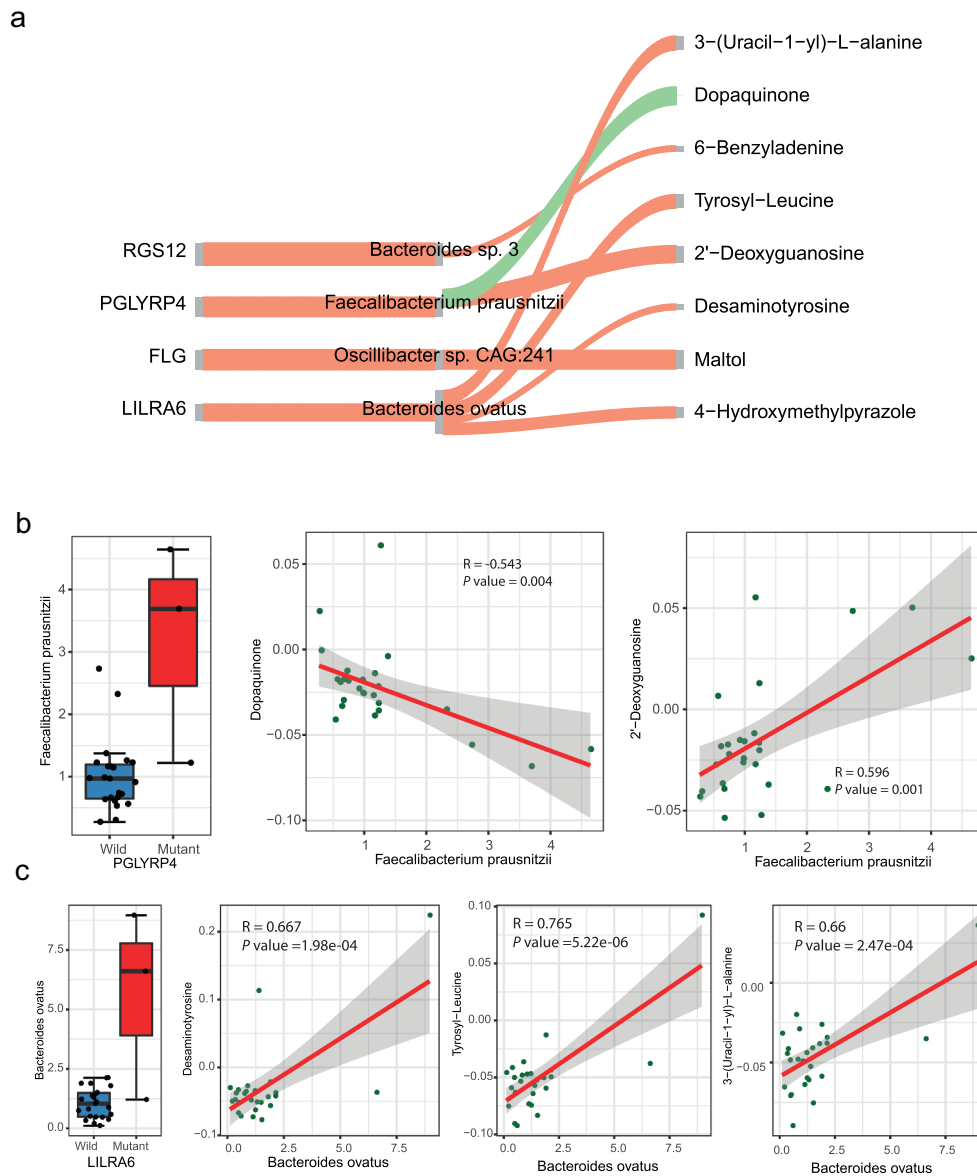 a
3−(Uracil−1−yl)−L−alanine
Dopaquinone
6−Benzyladenine
Tyrosyl−Leucine
2'−Deoxyguanosine
Desaminotyrosine
Maltol
4−Hydroxymethylpyrazole
RGS12
PGLYRP4
FLG
LILRA6
Bacteroides sp. 3
Faecalibacterium prausnitzii
Oscillibacter sp. CAG:241
Bacteroides ovatus
b
Faecalibacterium prausnitzii
4
3
2
1
Wild
Mutant
PGLYRP4
Dopaquinone
0.05
0.00
−0.05
−0.10
R = -0.543
P value = 0.004
1
2
3
4
Faecalibacterium prausnitzii
2'−Deoxyguanosine
0.05
0.00
−0.05
R = 0.596
P value = 0.001
1
2
3
4
Faecalibacterium prausnitzii
c
Bacteroides ovatus
7.5
5.0
2.5
0.0
Wild
Mutant
LILRA6
Desaminotyrosine
0.2
0.1
0.0
−0.1
R = 0.667
P value =1.98e-04
0.0
2.5
5.0
7.5
Bacteroides ovatus
Tyrosyl−Leucine
0.10
0.05
0.00
−0.05
−0.10
R = 0.765
P value =5.22e-06
0.0
2.5
5.0
7.5
Bacteroides ovatus
3−(Uracil−1−yl)−L−alanine
0.00
−0.05
R = 0.66
P value = 2.47e-04
0.0
2.5
5.0
7.5
Bacteroides ovatus